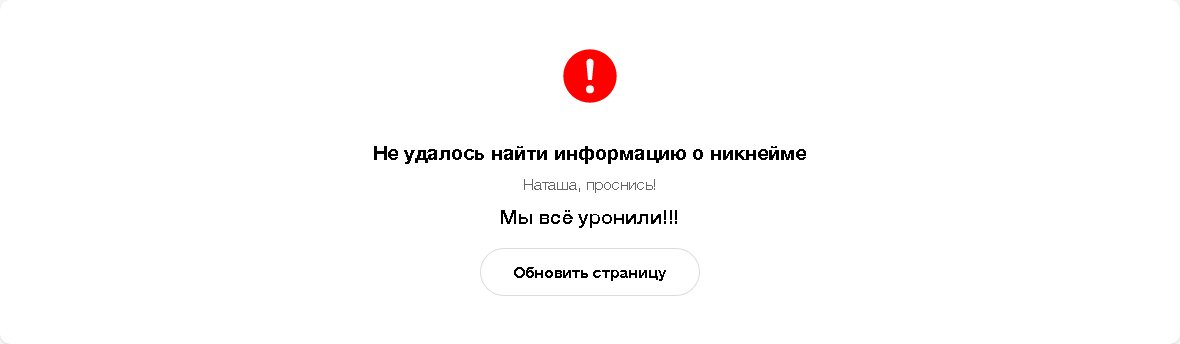 Не удалось найти информацию о никнейме
Наташа, проснись!
Мы всё уронили!!!
Обновить страницу